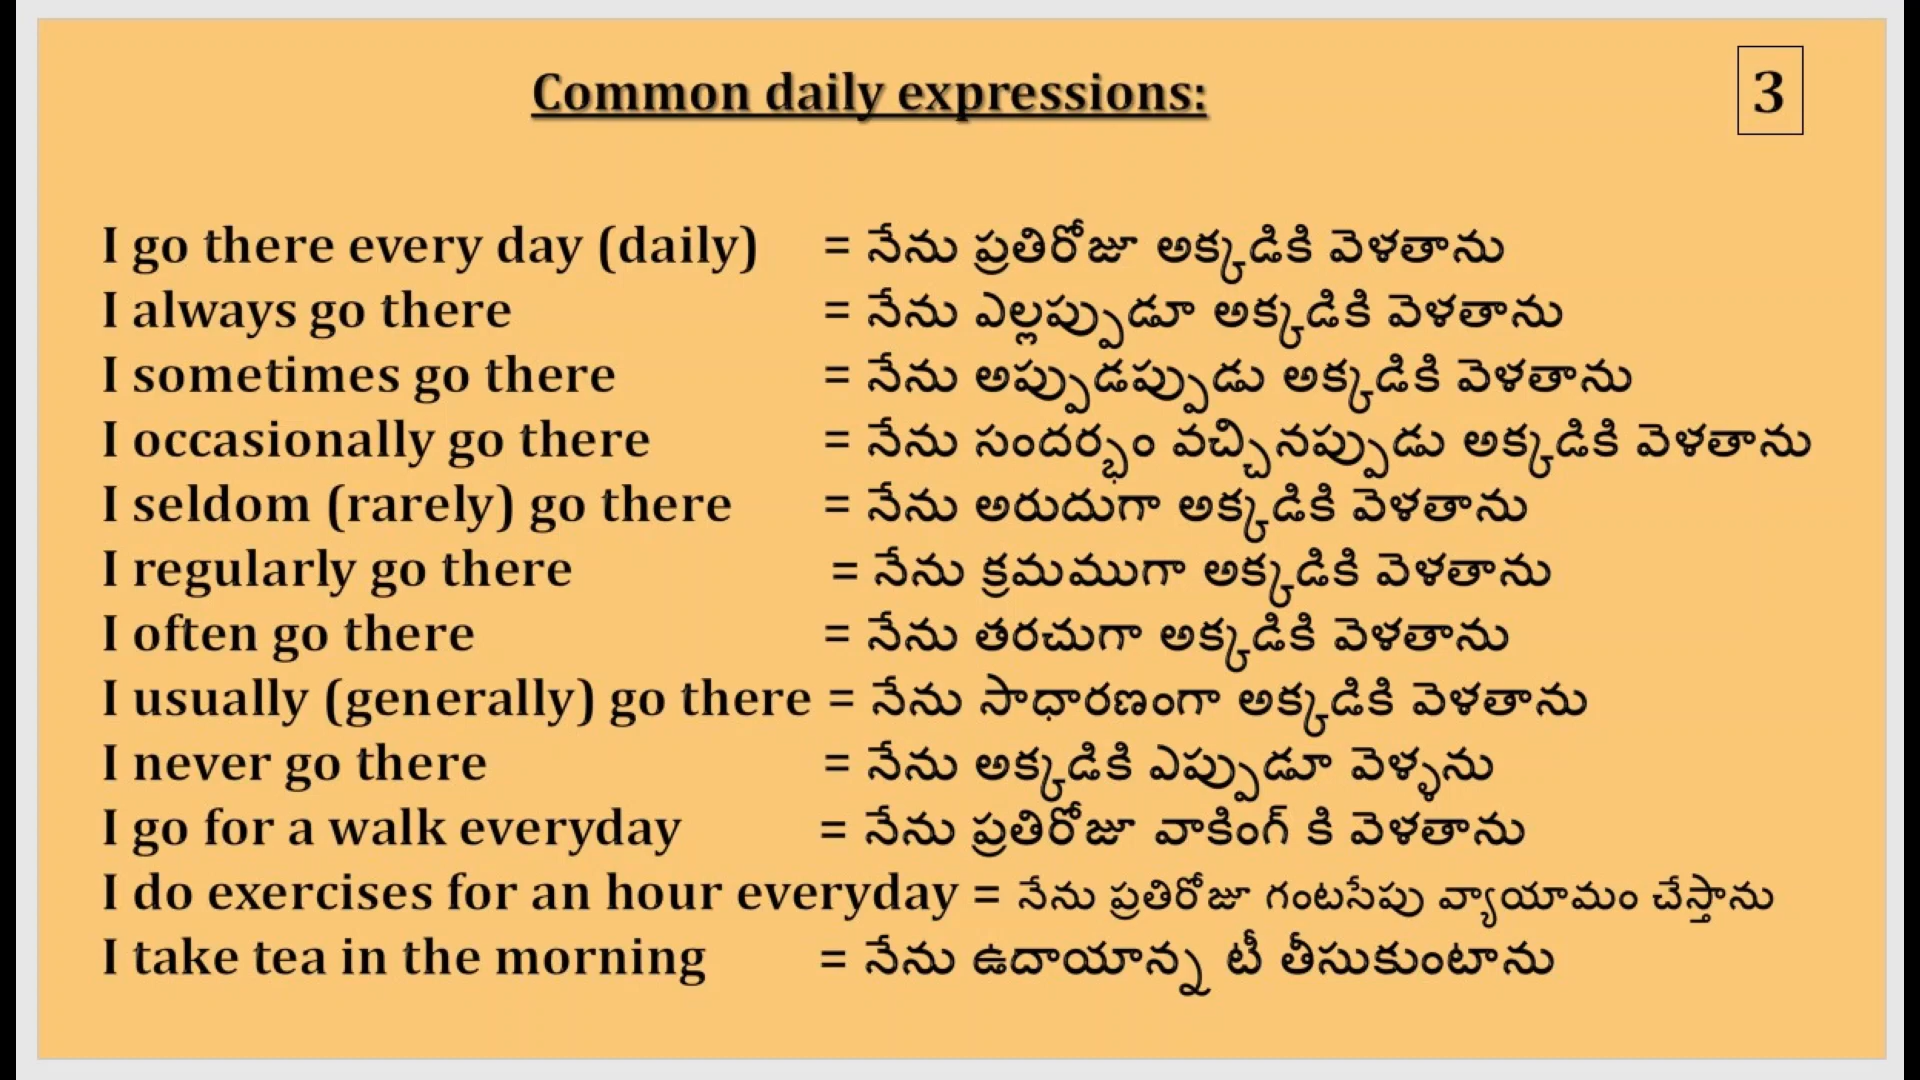 Common daily expressions:
3
I go there every day (daily) = నేను ప్రతిరోజూ అక్కడికి వెళతాను
I always go there = నేను ఎల్లప్పుడూ అక్కడికి వెళతాను
I sometimes go there = నేను అప్పుడప్పుడు అక్కడికి వెళతాను
I occasionally go there = నేను సందర్భం వచ్చినప్పుడు అక్కడికి వెళతాను
I seldom (rarely) go there = నేను అరుదుగా అక్కడికి వెళతాను
I regularly go there = నేను క్రమముగా అక్కడికి వెళతాను
I often go there = నేను తరచుగా అక్కడికి వెళతాను
I usually (generally) go there = నేను సాధారణంగా అక్కడికి వెళతాను
I never go there = నేను అక్కడికి ఎప్పుడూ వెళ్ళను
I go for a walk everyday = నేను ప్రతిరోజూ వాకింగ్ కి వెళతాను
I do exercises for an hour everyday = నేను ప్రతిరోజూ గంటసేపు వ్యాయామం చేస్తాను
I take tea in the morning = నేను ఉదాయాన్న టీ తీసుకుంటాను